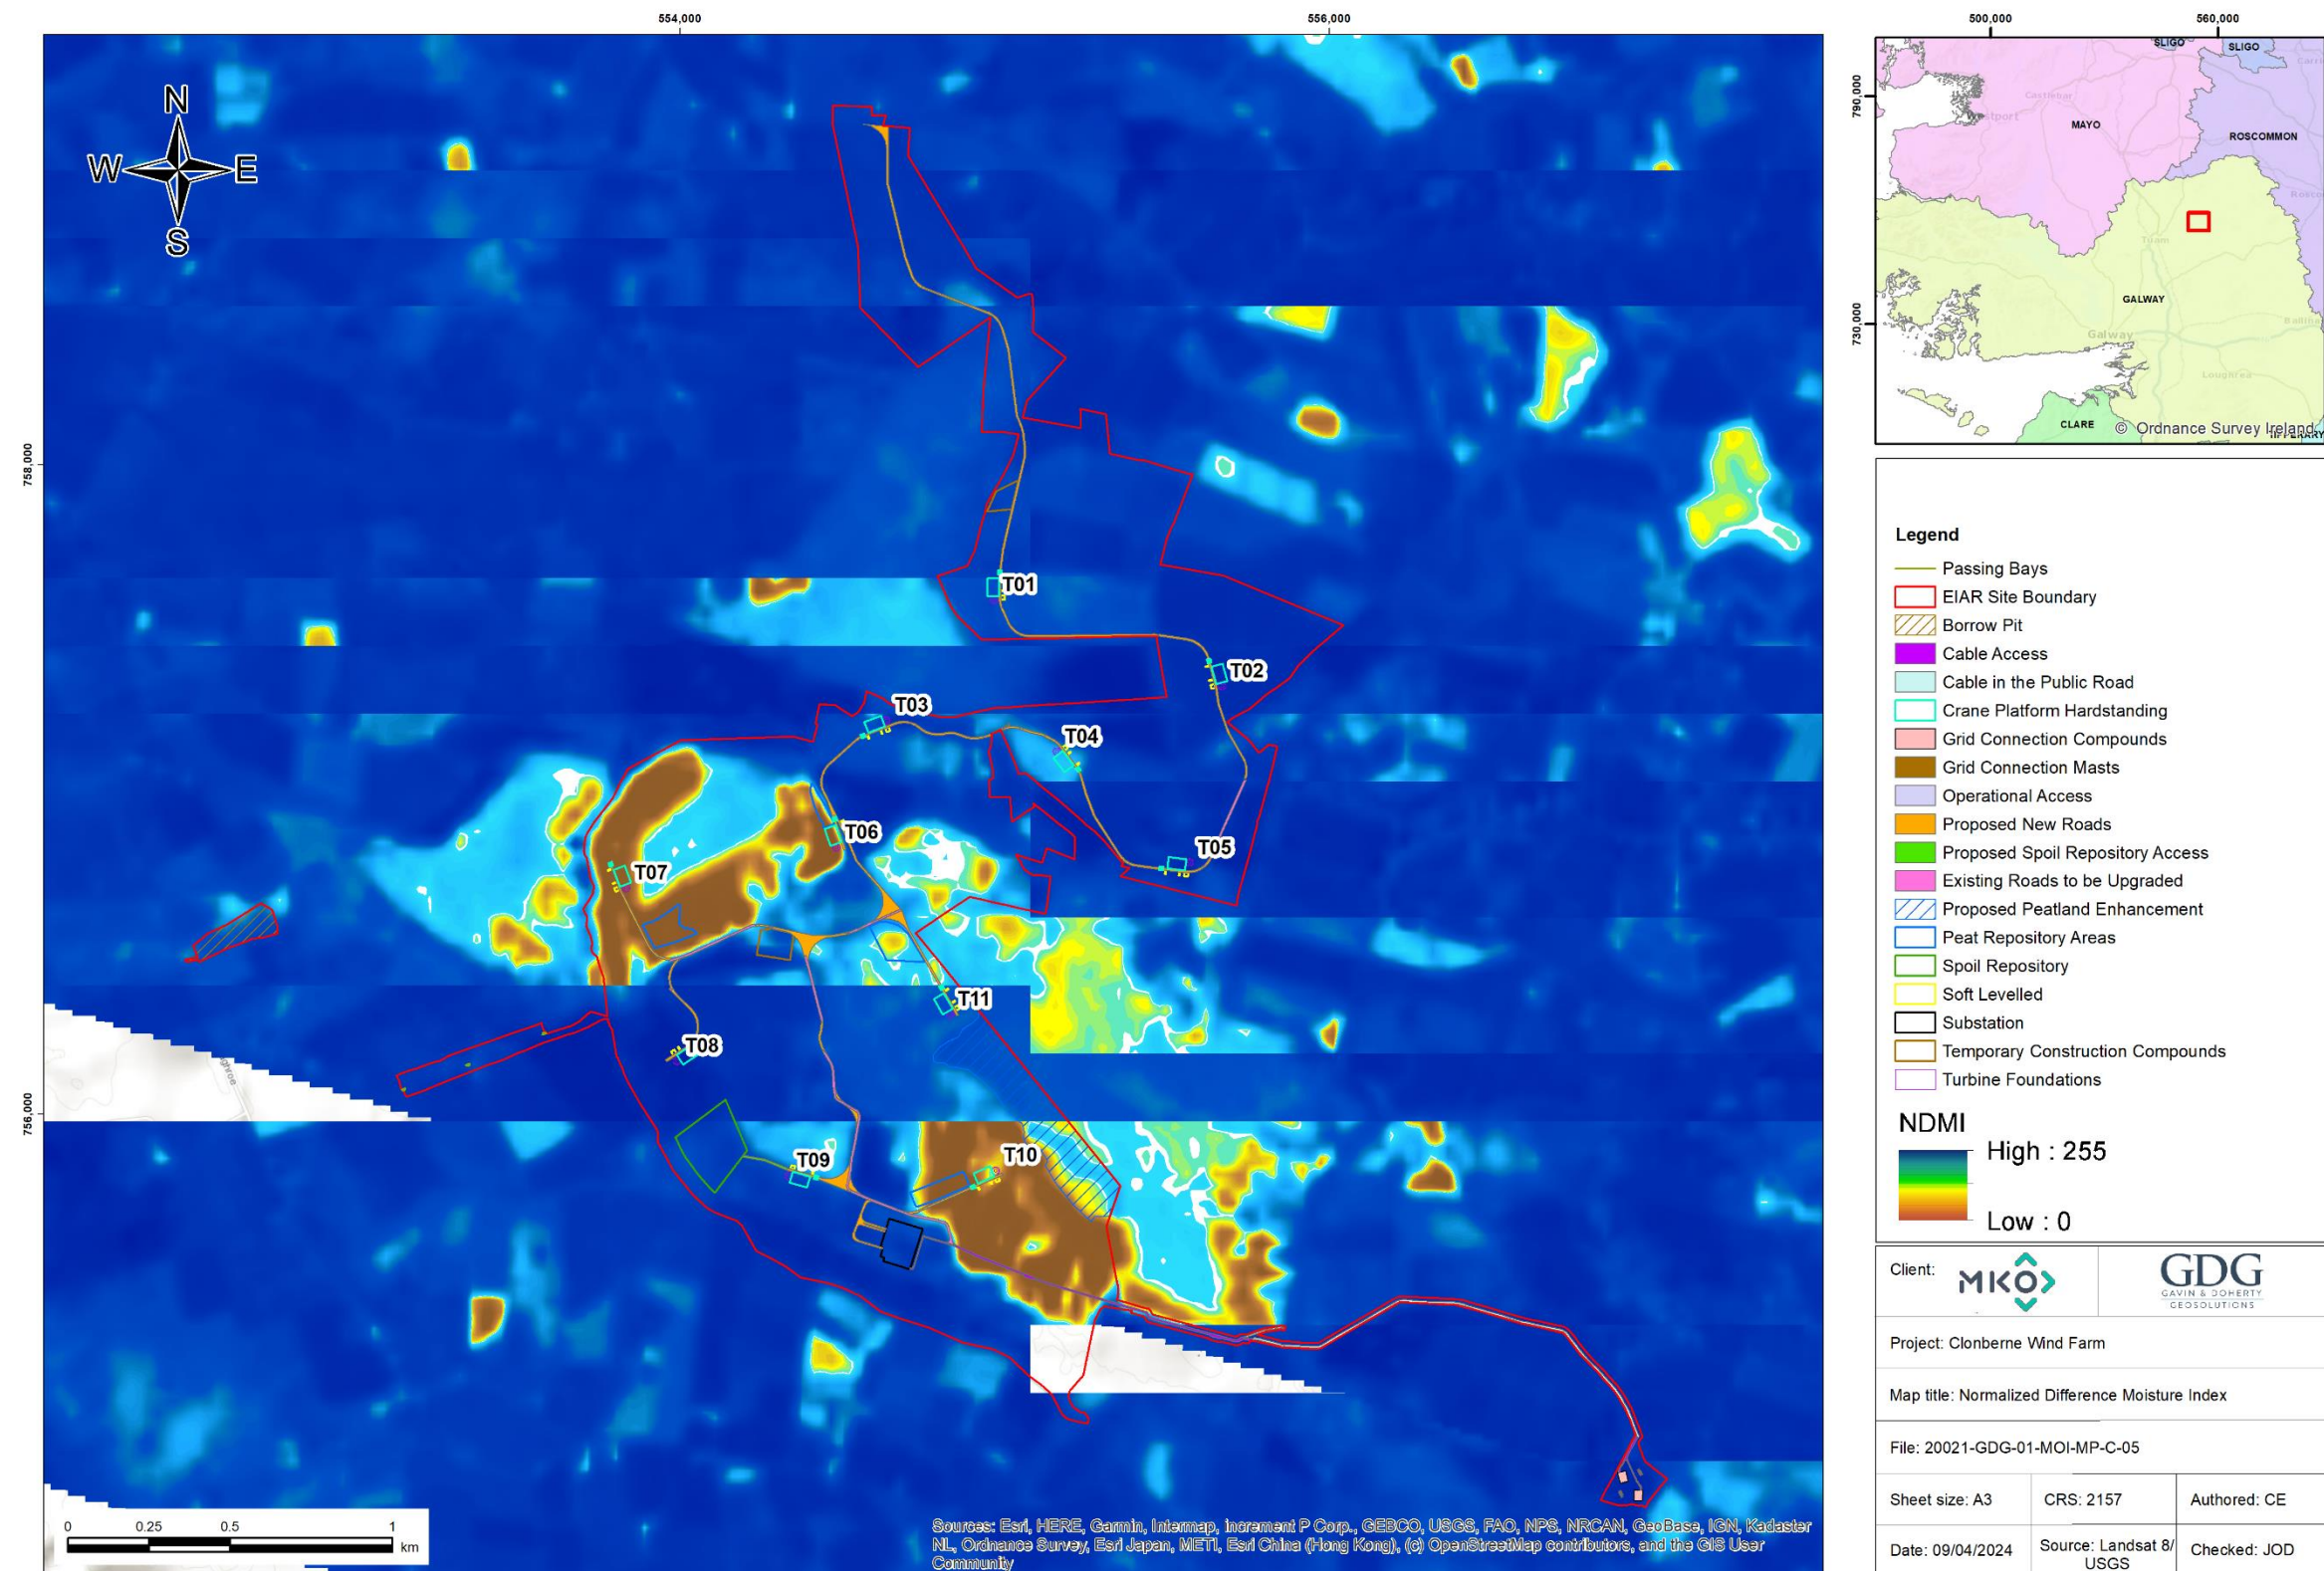 554,000
556,000
758,000
756,000
N
W
E
S
T01
T02
T03
T04
T05
T06
T07
T08
T09
T10
T11
ghroe
0
0.25
0.5
1
km
Sources: Esri, HERE, Garmin, Intermap, increment P Corp., GEBCO, USGS, FAO, NPS, NRCAN, GeoBase, IGN, Kadaster
NL, Ordnance Survey, Esri Japan, METI, Esri China (Hong Kong), (c) OpenStreetMap contributors, and the GIS User
Community
500,000
560,000
790,000
730,000
SLIGO
SLIGO
Castlebar
MAYO
ROSCOMMON
Tuam
GALWAY
Galway
Loughrea
CLARE
© Ordnance Survey Ireland
Legend
Passing Bays
EIAR Site Boundary
Borrow Pit
Cable Access
Cable in the Public Road
Crane Platform Hardstanding
Grid Connection Compounds
Grid Connection Masts
Operational Access
Proposed New Roads
Proposed Spoil Repository Access
Existing Roads to be Upgraded
Proposed Peatland Enhancement
Peat Repository Areas
Spoil Repository
Soft Levelled
Substation
Temporary Construction Compounds
Turbine Foundations
NDMI
High : 255
Low : 0
Client:
MKO
GDG
GAVIN & DOHERTY
GEOSOLUTIONS
Project: Clonberne Wind Farm
Map title: Normalized Difference Moisture Index
File: 20021-GDG-01-MOI-MP-C-05
Sheet size: A3
CRS: 2157
Authored: CE
Date: 09/04/2024
Source: Landsat 8/
USGS
Checked: JOD